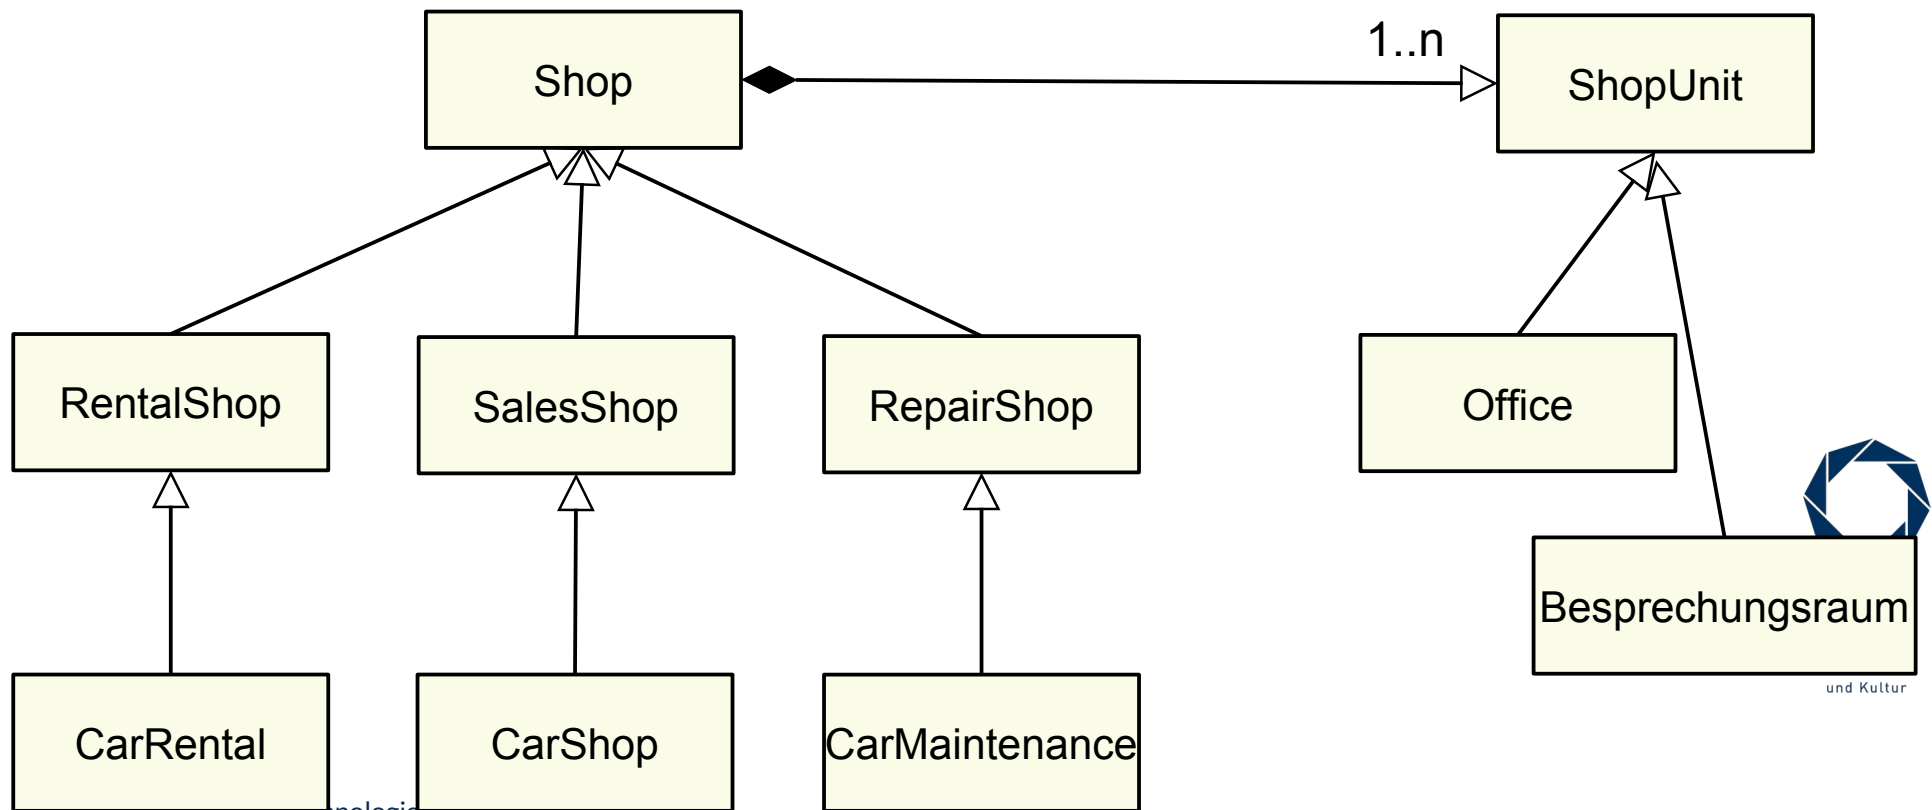 1..n
Shop
ShopUnit
RentalShop
SalesShop
RepairShop
Office
Besprechungsraum
und Kultur
CarRental
CarShop
CarMaintenance